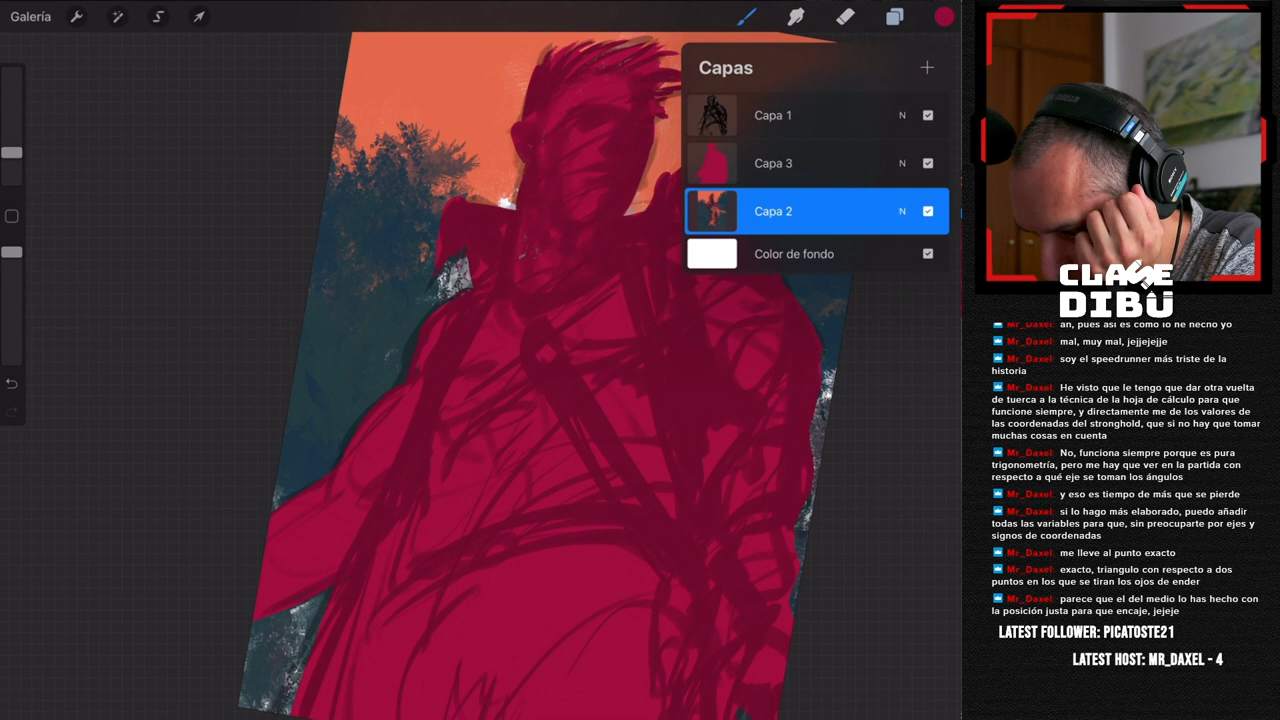 Galería
Capas
Capa 1
N
Capa 3
N
Capa 2
N
Color de fondo
SONY
CLASE
DIBU
Mr_Daxel: ah, pues así es como lo he hecho yo
Mr_Daxel: mal, muy mal, jejjejejje
Mr_Daxel: soy el speedrunner más triste de la
historia
Mr_Daxel: He visto que le tengo que dar otra vuelta
de tuerca a la técnica de la hoja de cálculo para que
funcione siempre, y directamente me de los valores de
las coordenadas del stronghold, que si no hay que tomar
muchas cosas en cuenta
Mr_Daxel: No, funciona siempre porque es pura
trigonometría, pero me hay que ver en la partida con
respecto a qué eje se toman los ángulos
Mr_Daxel: y eso es tiempo de más que se pierde
Mr_Daxel: si lo hago más elaborado, puedo añadir
todas las variables para que, sin preocuparte por ejes y
signos de coordenadas
Mr_Daxel: me lleve al punto exacto
Mr_Daxel: exacto, triangulo con respecto a dos
puntos en los que se tiran los ojos de ender
Mr_Daxel: parece que el del medio lo has hecho con
la posición justa para que encaje, jejeje
LATEST FOLLOWER: PICATOSTE21
LATEST HOST: MR_DAXEL - 4